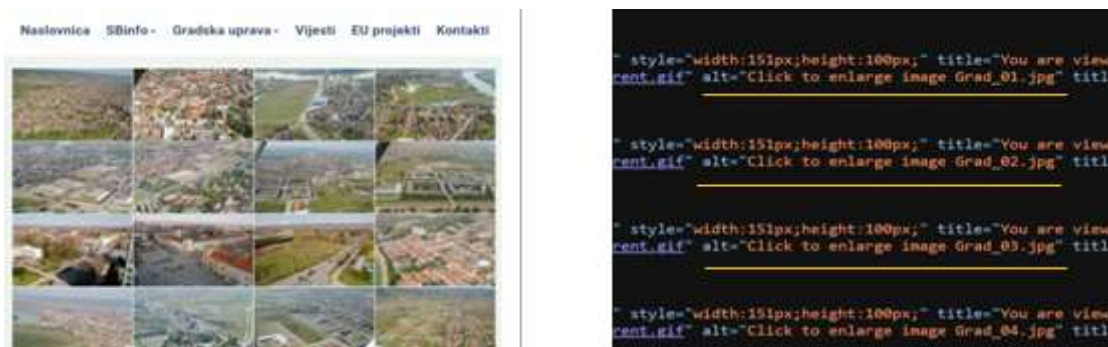 Naslovnica SBinfo Gradska uprava Vijesti EU projekti Kontakti
" style="width:151px;height:100px;" title="You are view
rent.gif" alt="Click to enlarge image Grad_01.jpg" titl
" style="width:151px;height:100px;" title="You are view
rent.gif" alt="Click to enlarge image Grad_02.jpg" titl
" style="width:151px;height:100px;" title="You are view
rent.gif" alt="Click to enlarge image Grad_03.jpg" titl
" style="width:151px;height:100px;" title="You are view
rent.gif" alt="Click to enlarge image Grad_04.jpg" titl